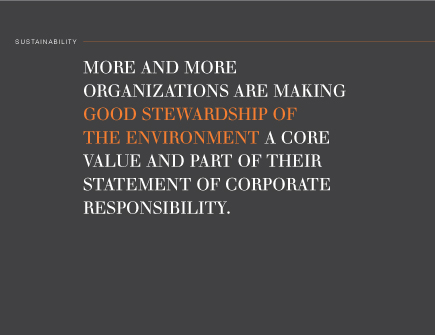 SUSTAINABILITY
MORE AND MORE
ORGANIZATIONS ARE MAKING
GOOD STEWARDSHIP OF
THE ENVIRONMENT A CORE
VALUE AND PART OF THEIR
STATEMENT OF CORPORATE
RESPONSIBILITY.